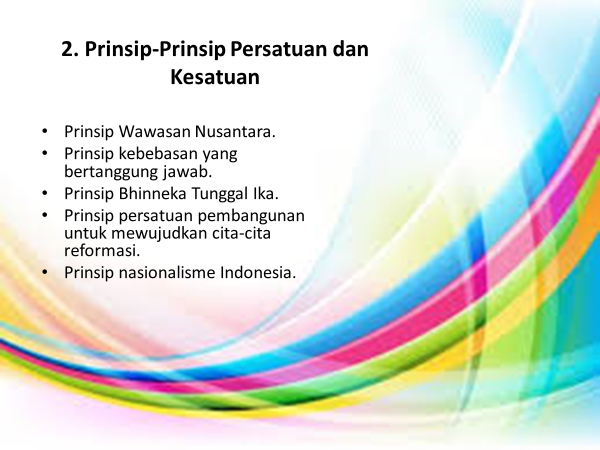 2. Prinsip-Prinsip Persatuan dan
Kesatuan
• Prinsip Wawasan Nusantara.
• Prinsip kebebasan yang
bertanggung jawab.
• Prinsip Bhinneka Tunggal Ika.
• Prinsip persatuan pembangunan
untuk mewujudkan cita-cita
reformasi.
• Prinsip nasionalisme Indonesia.